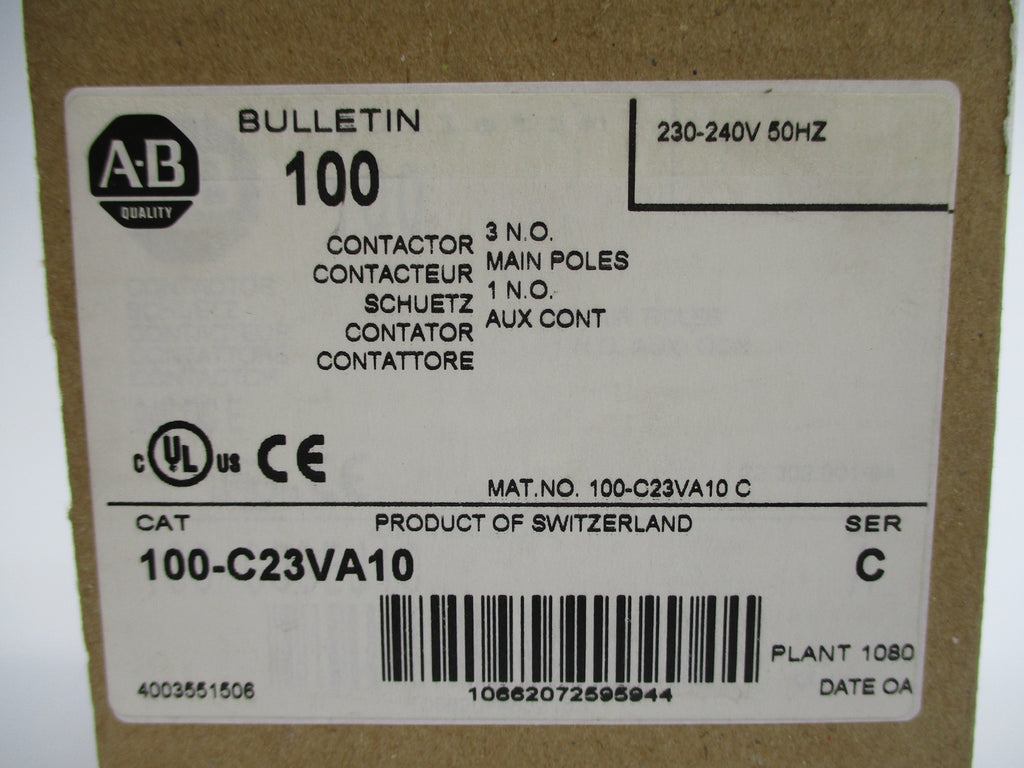 A-B
QUALITY
BULLETIN
100
230-240V 50HZ
CONTACTOR
CONTACTEUR
SCHUETZ
CONTATOR
CONTATTORE
3 N.O.
MAIN POLES
1 N.O.
AUX CONT
C UL US CE
MAT.NO. 100-C23VA10 C
CAT
PRODUCT OF SWITZERLAND
SER
100-C23VA10
C
10662072595944
4003551506
PLANT 1080
DATE OA